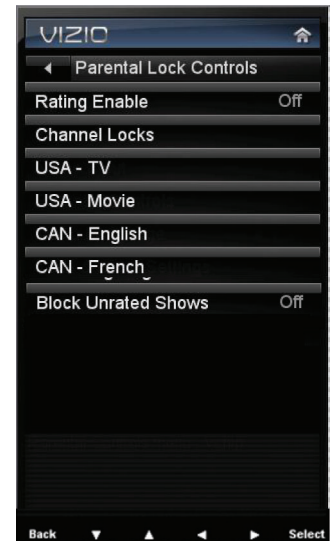 VIZIO
Parental Lock Controls
Rating Enable Off
Channel Locks
USA - TV
USA - Movie
CAN - English
CAN - French
Block Unrated Shows Off
Back ▼ ▲ ◄ ► Select